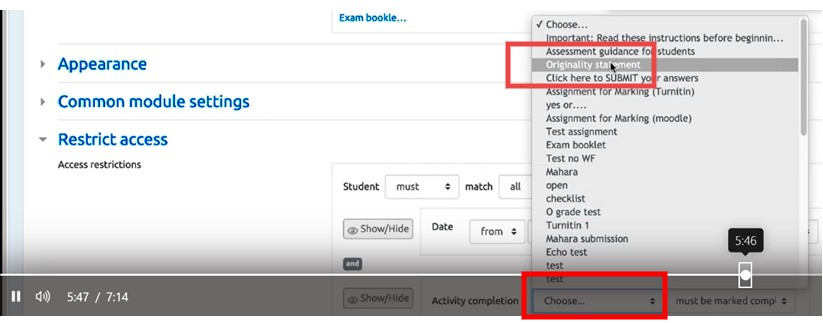 Exam bookle...
✓ Choose...
Important: Read these instructions before beginnin...
Assessment guidance for students
Originality statement
Click here to SUBMIT your answers
Assignment for Marking (Turnitin)
yes or....
Assignment for Marking (moodle)
Test assignment
Exam booklet
Test no WF
Mahara
open
checklist
O grade test
Turnitin 1
Mahara submission
Echo test
test
test
Appearance
Common module settings
Restrict access
Access restrictions
Student must match all
Show/Hide Date from
and
Show/Hide Activity completion Choose... must be marked compl
5:46
5:47 / 7:14